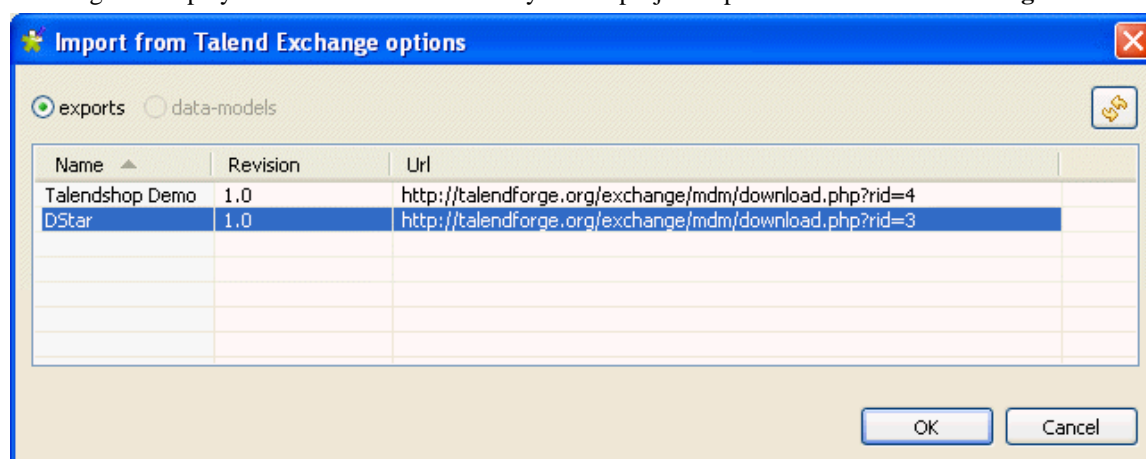 Import from Talend Exchange options
exports data-models
Name Revision Url
Talendshop Demo 1.0 http://talendforge.org/exchange/mdm/download.php?rid=4
DStar 1.0 http://talendforge.org/exchange/mdm/download.php?rid=3
OK Cancel